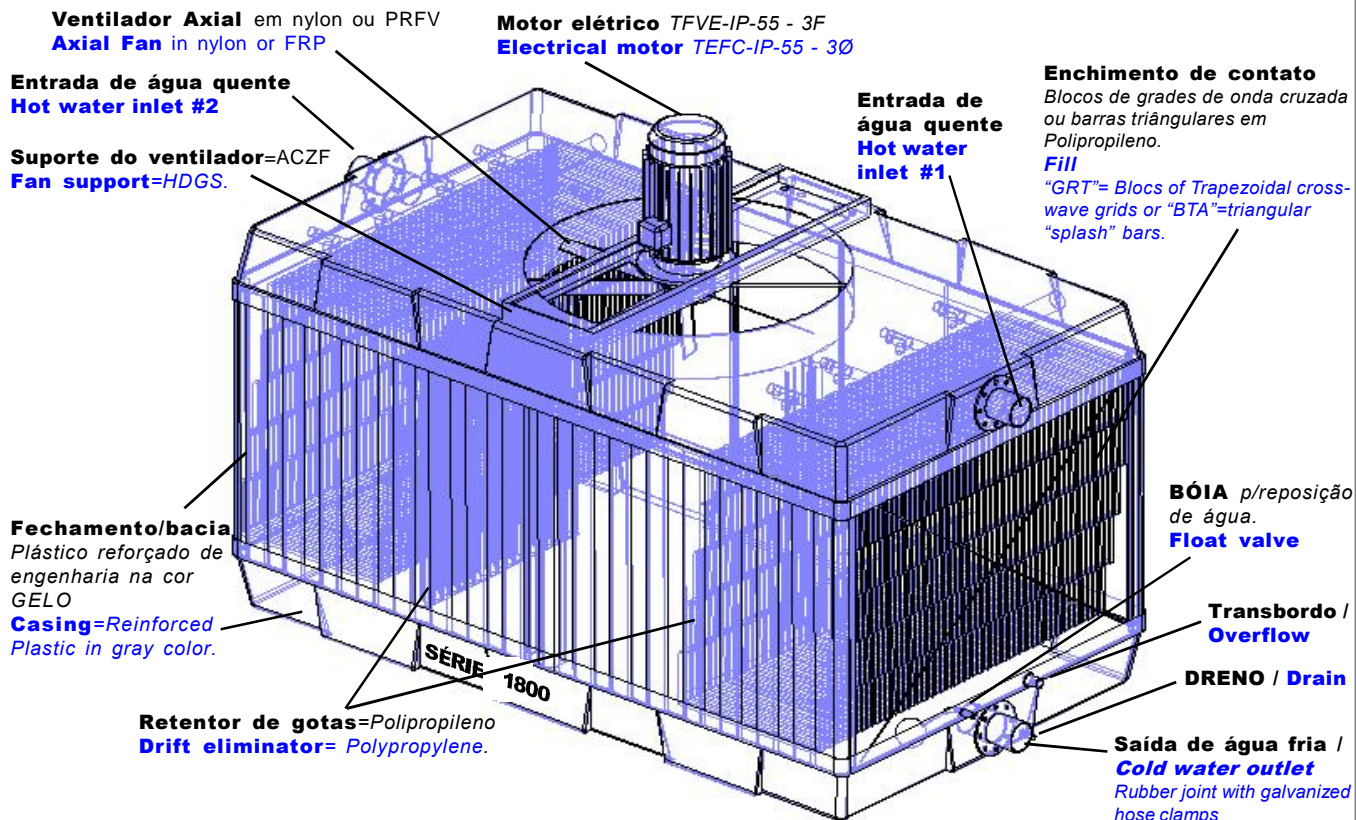 Ventilador Axial em nylon ou PRFV
Axial Fan in nylon or FRP
Motor elétrico TFVE-IP-55 - 3F
Electrical motor TEFC-IP-55 - 3Ø
Entrada de água quente
Hot water inlet #2
Suporte do ventilador=ACZF
Fan support=HDGS.
Entrada de
água quente
Hot water
inlet #1
Enchimento de contato
Blocos de grades de onda cruzada
ou barras triângulares em
Polipropileno.
Fill
“GRT”= Blocs of Trapezoidal cross-
wave grids or “BTA”=triangular
“splash” bars.
Fechamento/bacia
Plástico reforçado de
engenharia na cor
GELO
Casing=Reinforced
Plastic in gray color.
SÉRIE 1800
Retentor de gotas=Polipropileno
Drift eliminator= Polypropylene.
BÓIA p/reposição
de água.
Float valve
Transbordo /
Overflow
DRENO / Drain
Saída de água fria /
Cold water outlet
Rubber joint with galvanized
hose clamps